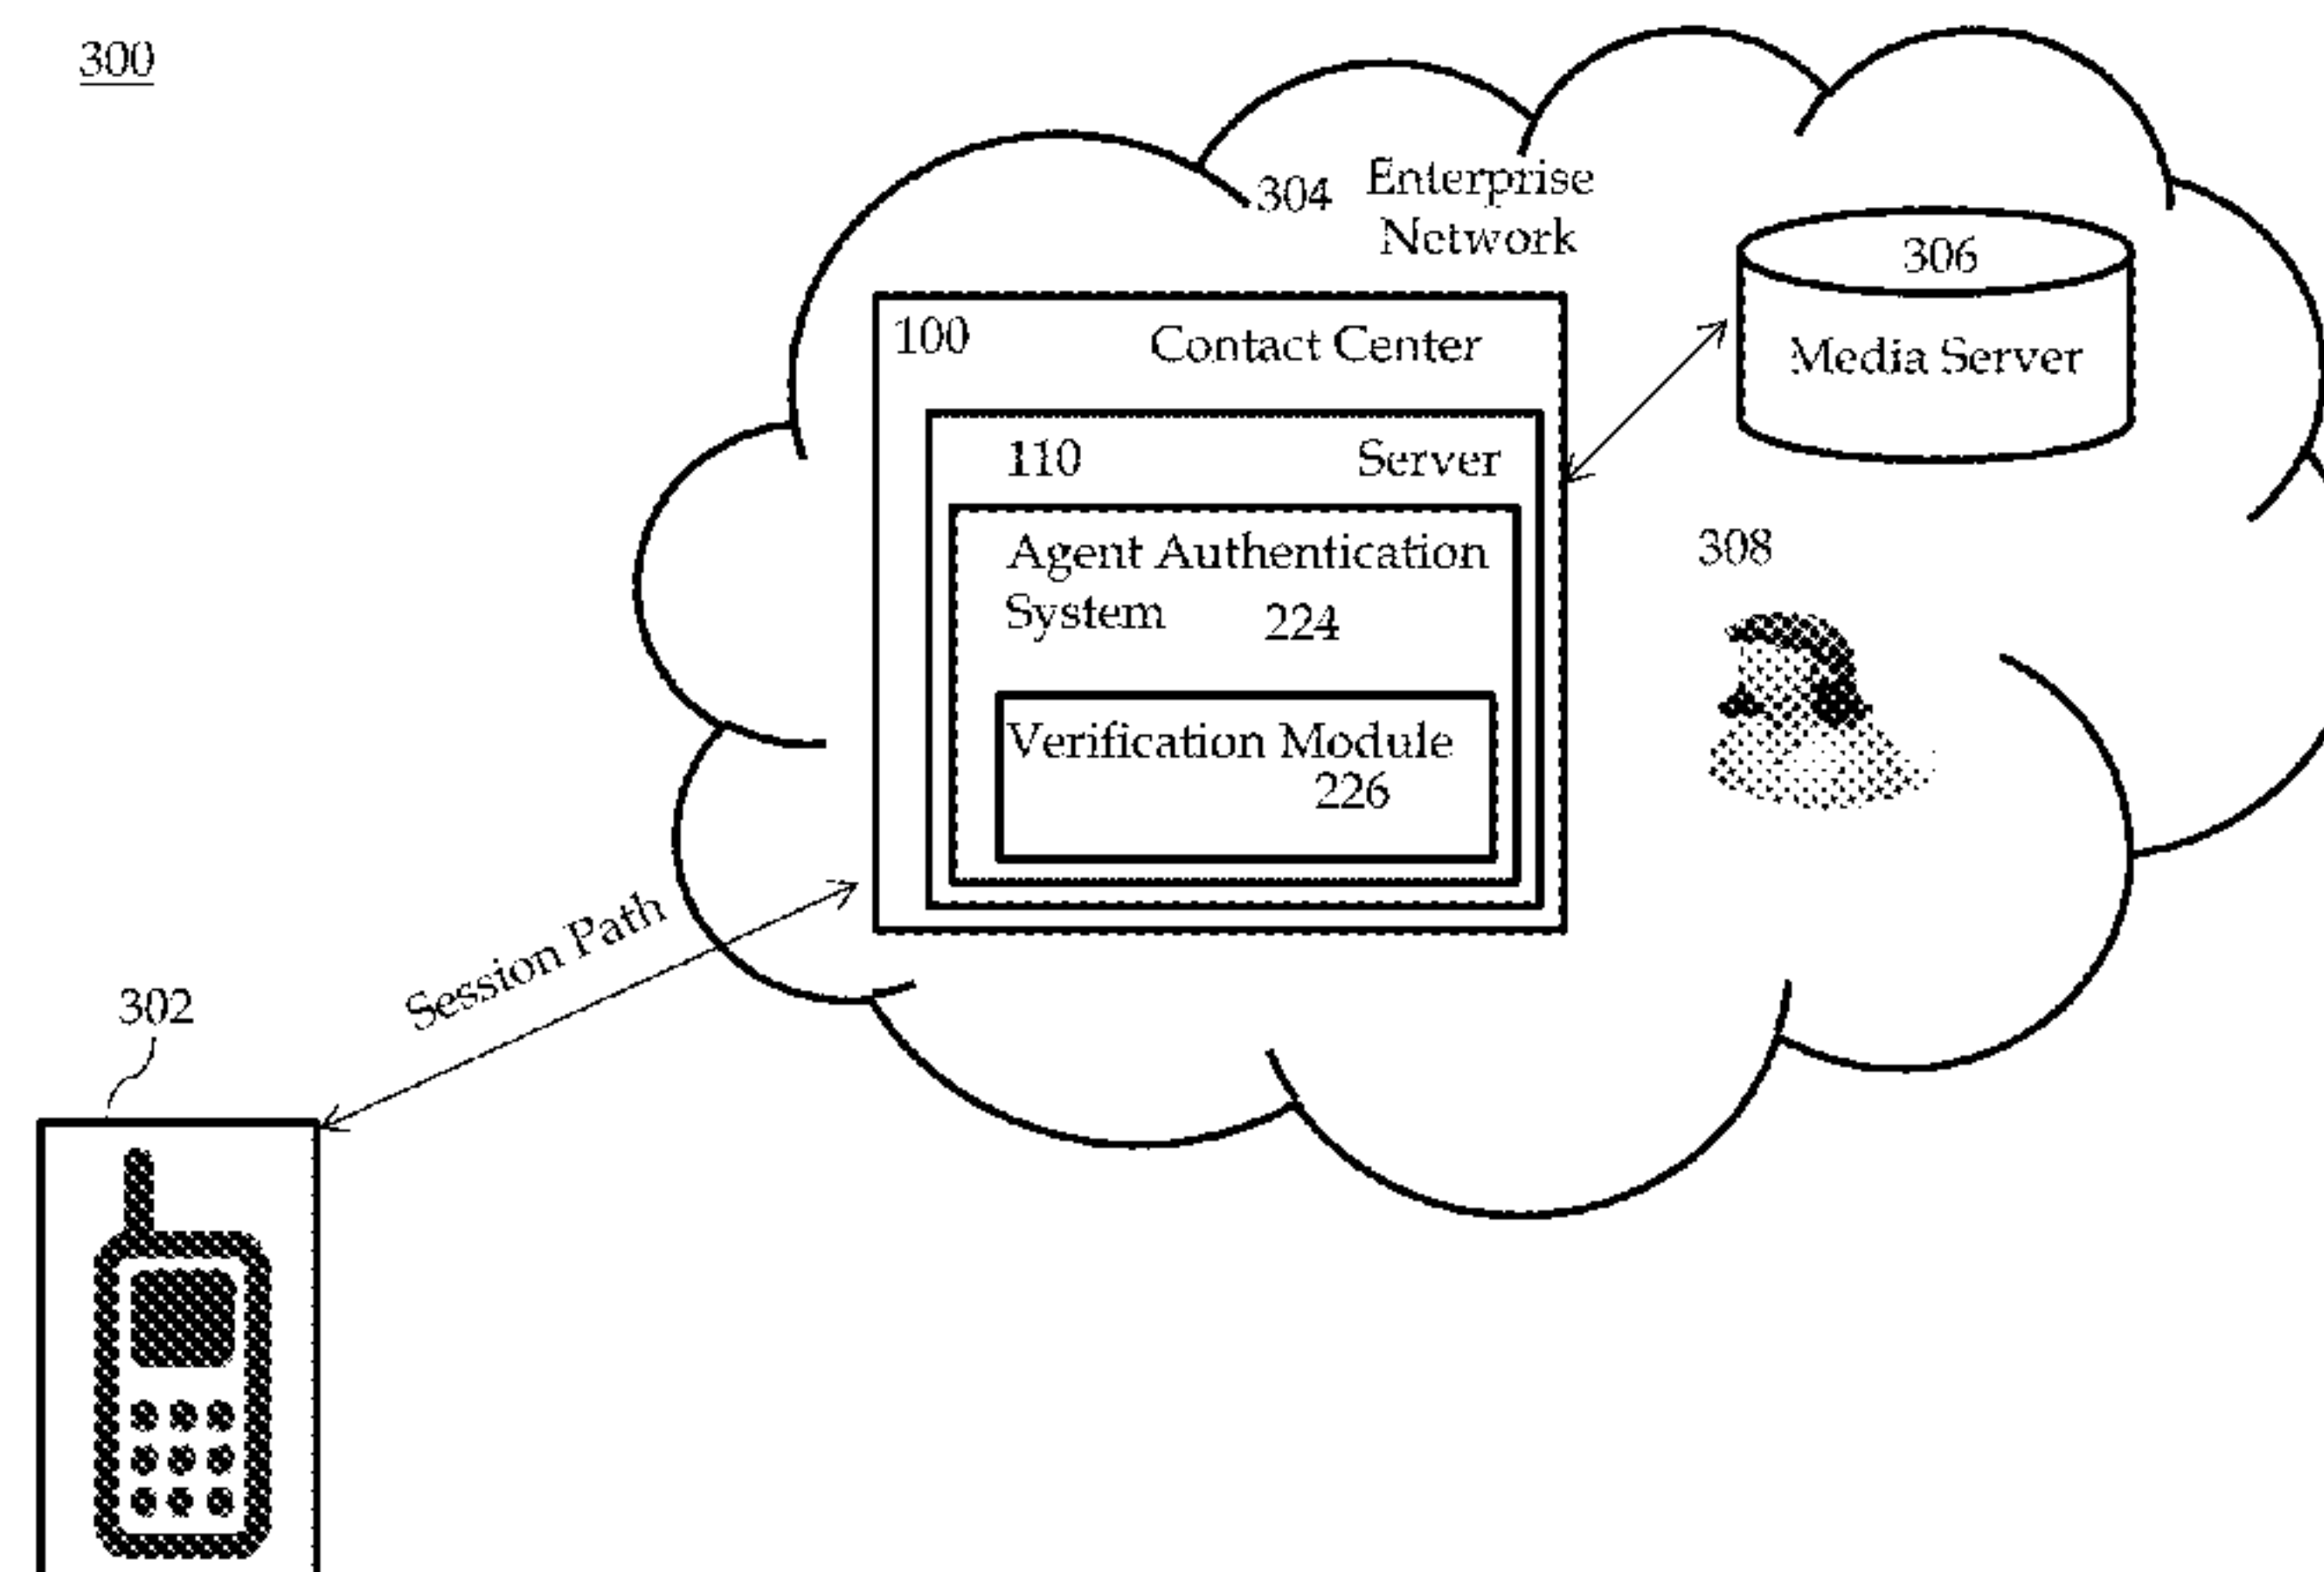 300
304 Enterprise
Network
306
Media Server
100 Contact Center
110 Server
Agent Authentication
System 224
Verification Module
226
308
Session Path
302